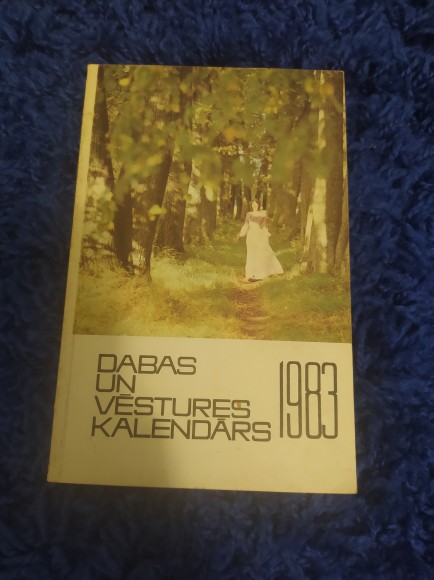 DABAS
UN
VĒSTURES
KALENDĀRS 1983